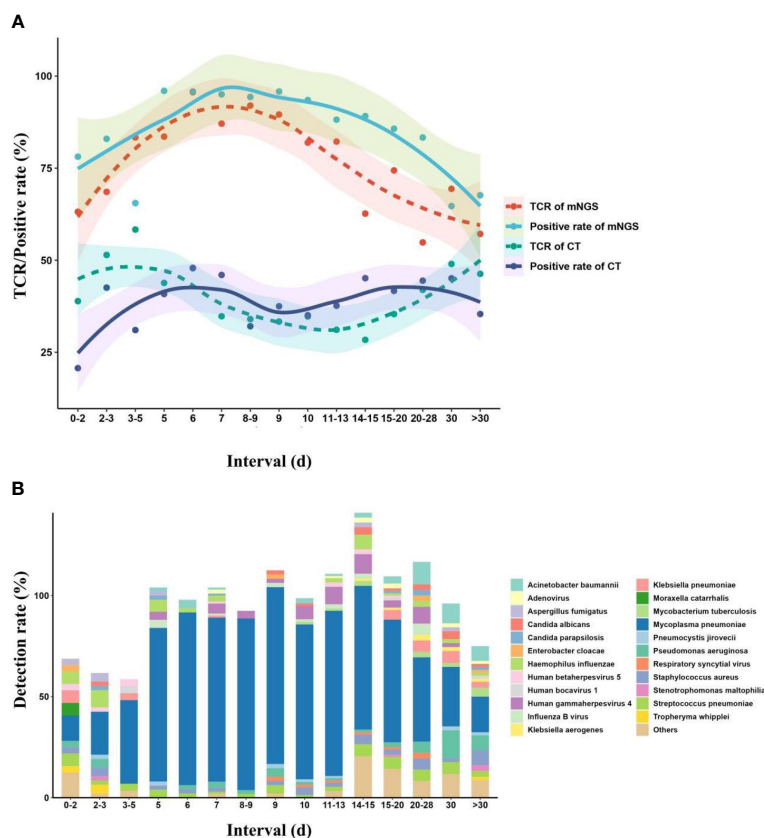 A
100
75
50
25
TCR/Positive rate (%)
0-2 2-3 3-5 5 6 7 8-9 9 10 11-13 14-15 15-20 20-28 30 >30
Interval (d)
TCR of mNGS
Positive rate of mNGS
TCR of CT
Positive rate of CT
B
100
50
0
Detection rate (%)
0-2 2-3 3-5 5 6 7 8-9 9 10 11-13 14-15 15-20 20-28 30 >30
Interval (d)
Acinetobacter baumannii
Adenovirus
Aspergillus fumigatus
Candida albicans
Candida parapsilosis
Enterobacter cloacae
Haemophilus influenzae
Human betaherpesvirus 5
Human bocavirus 1
Human gammaherpesvirus 4
Influenza B virus
Klebsiella aerogenes
Klebsiella pneumoniae
Moraxella catarrhalis
Mycobacterium tuberculosis
Mycoplasma pneumoniae
Pneumocystis jirovecii
Pseudomonas aeruginosa
Respiratory syncytial virus
Staphylococcus aureus
Stenotrophomonas maltophilia
Streptococcus pneumoniae
Tropheryma whipplei
Others